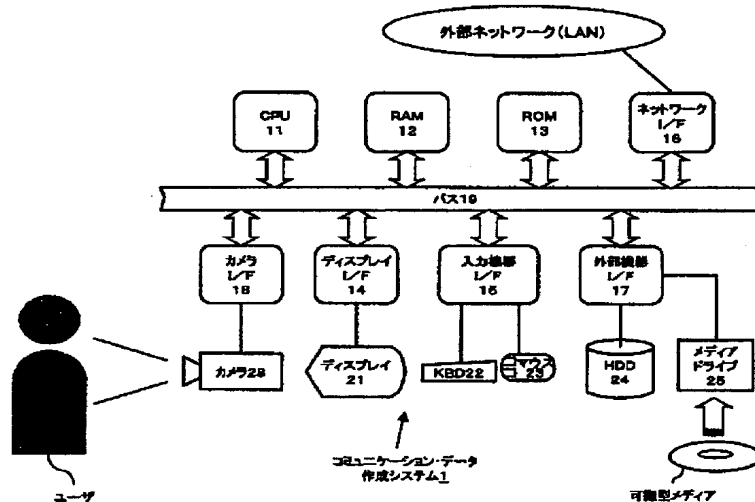 外部ネットワーク(LAN)
CPU
11
RAM
12
ROM
13
ネットワーク
I/F
16
バス19
カメラ
I/F
18
ディスプレイ
I/F
14
入力機器
I/F
15
外部機器
I/F
17
カメラ28
ディスプレイ
21
KBD22
マウス
23
HDD
24
メディア
ドライブ
25
コミュニケーション・データ
作成システム1
ユーザ
可搬型メディア